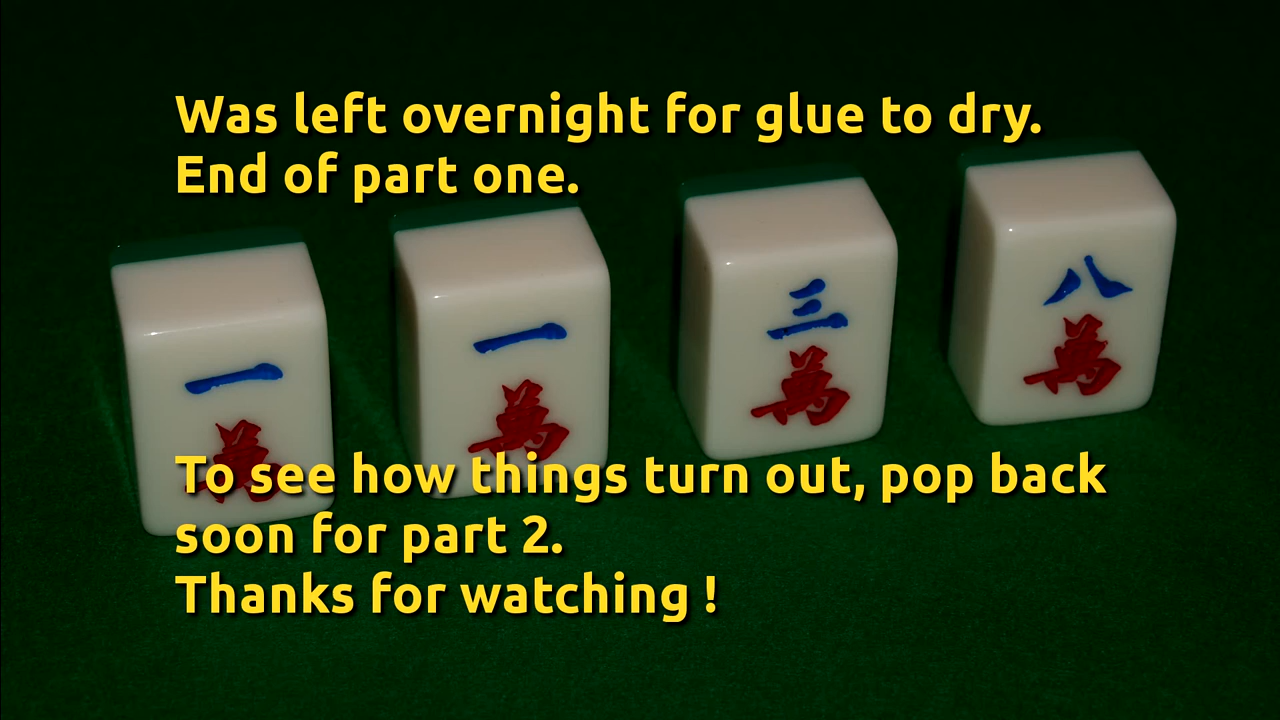 Was left overnight for glue to dry.
End of part one.
一
萬
一
萬
三
萬
八
萬
To see how things turn out, pop back
soon for part 2.
Thanks for watching !